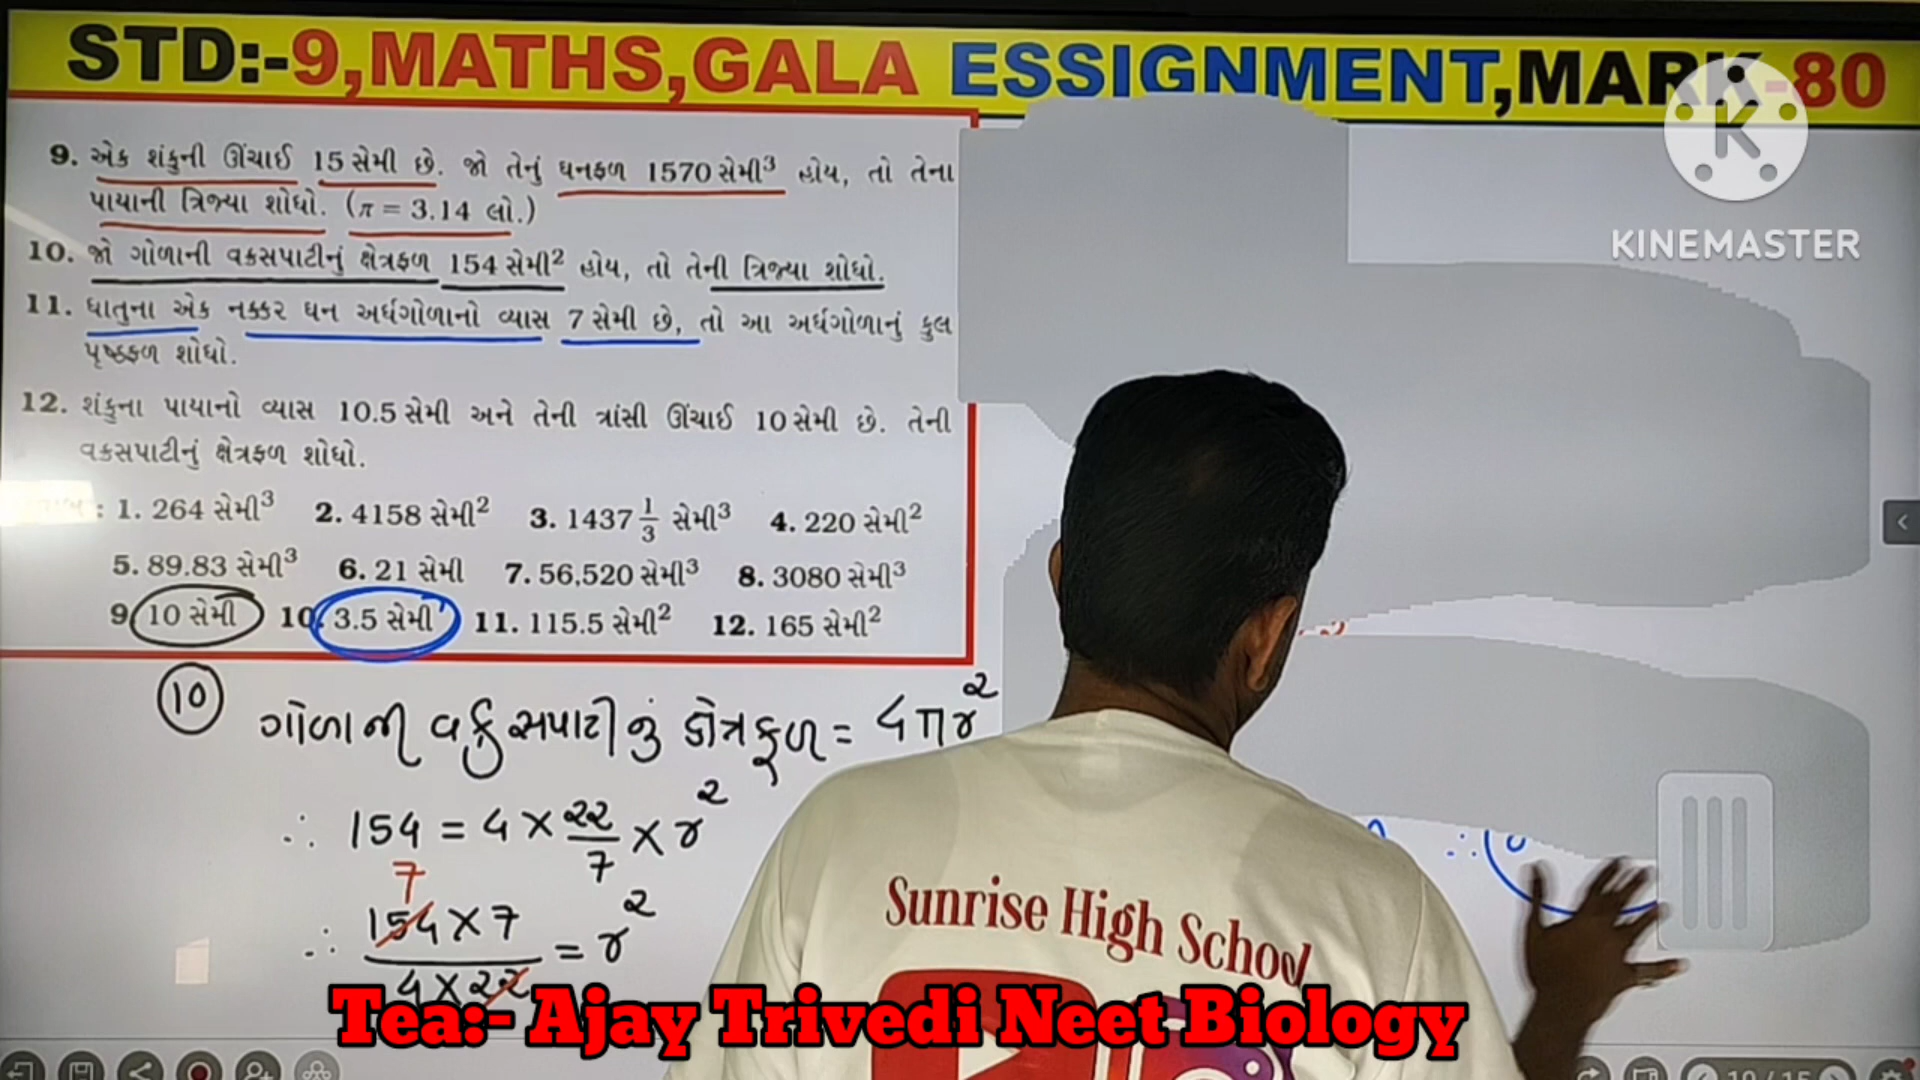 STD:-9,MATHS,GALA ESSIGNMENT,MARK-80
KINEMASTER
9. એક શંકુની ઊંચાઈ 15 સેમી છે. જો તેનું ઘનફળ 1570 સેમી³ હોય, તો તેના
પાયાની ત્રિજ્યા શોધો. (π = 3.14 લો.)
10. જો ગોળાની વક્રસપાટીનું ક્ષેત્રફળ 154 સેમી² હોય, તો તેની ત્રિજ્યા શોધો.
11. ધાતુના એક નક્કર ઘન અર્ધગોળાનો વ્યાસ 7 સેમી છે, તો આ અર્ધગોળાનું કુલ
પૃષ્ઠફળ શોધો.
12. શંકુના પાયાનો વ્યાસ 10.5 સેમી અને તેની ત્રાંસી ઊંચાઈ 10 સેમી છે. તેની
વક્રસપાટીનું ક્ષેત્રફળ શોધો.
: 1. 264 સેમી³ 2. 4158 સેમી² 3. 1437 1/3 સેમી³ 4. 220 સેમી²
5. 89.83 સેમી³ 6. 21 સેમી 7. 56,520 સેમી³ 8. 3080 સેમી³
9. 10 સેમી 10. 3.5 સેમી 11. 115.5 સેમી² 12. 165 સેમી²
10 ગોળાની વક્રસપાટીનું ક્ષેત્રફળ = 4πr²
∴ 154 = 4 × 22/7 × r²
7
∴ 154 × 7 / 4 × 22 = r²
Sunrise High School
Tea:- Ajay Trivedi Neet Biology
10 / 15